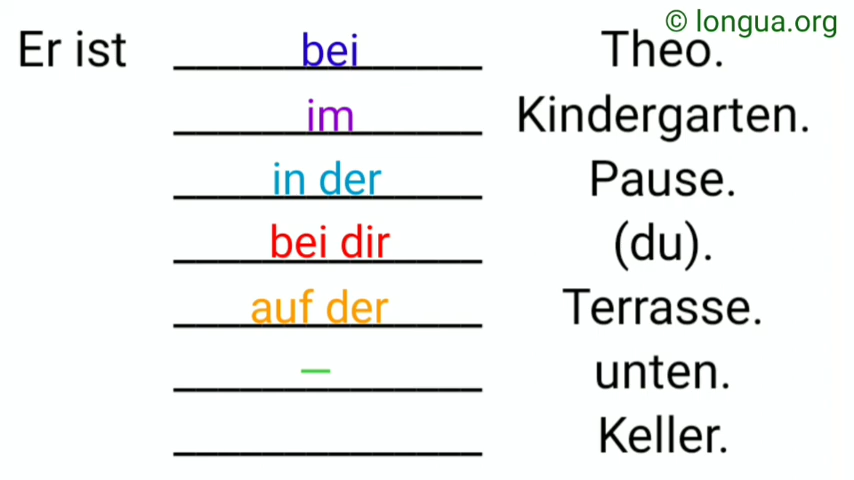 © longua.org
Er ist bei Theo.
im Kindergarten.
in der Pause.
bei dir (du).
auf der Terrasse.
— unten.
Keller.